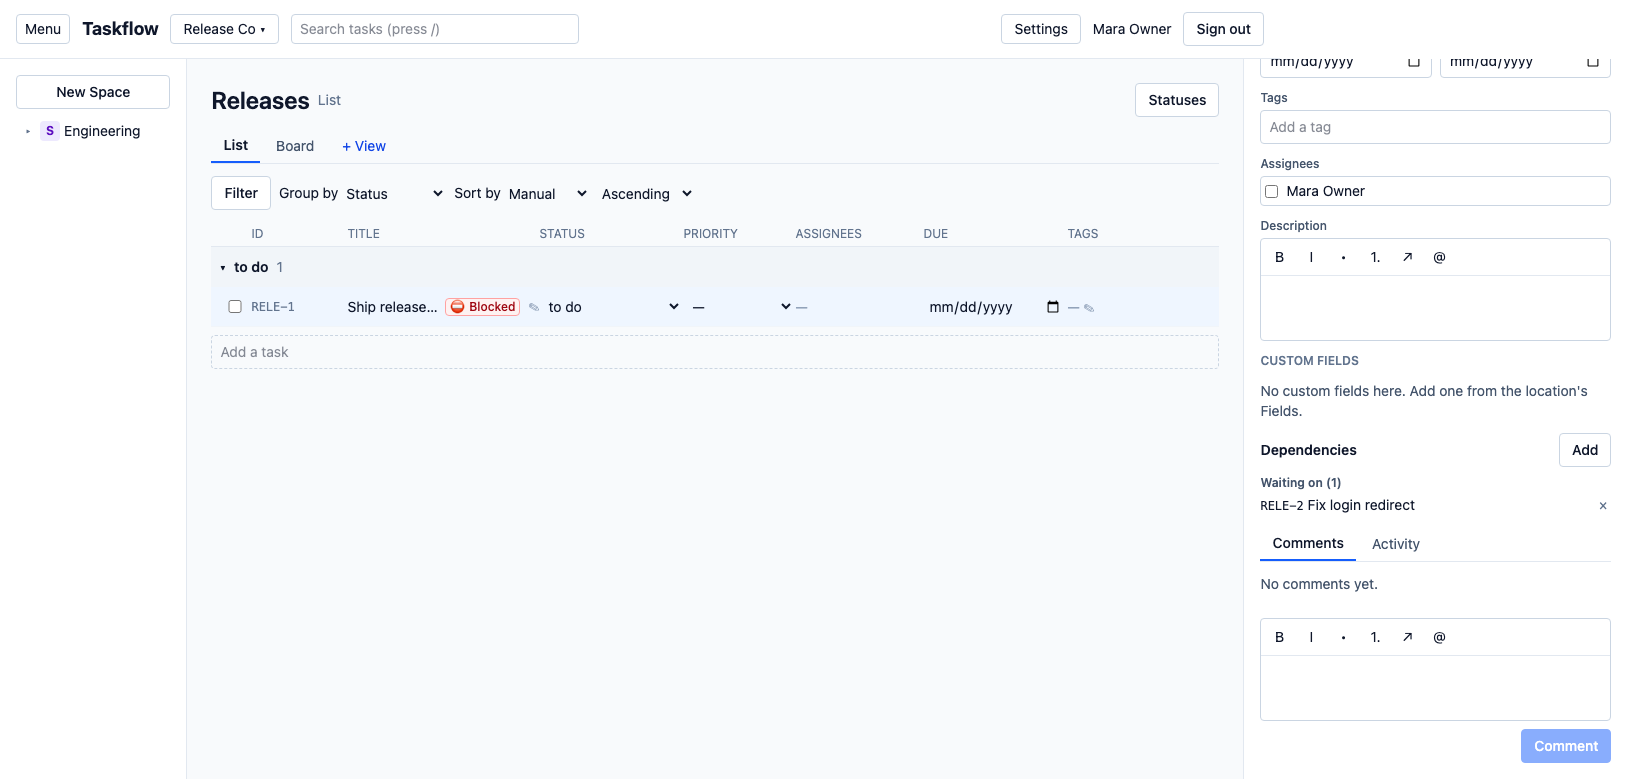 Menu Taskflow Release Co ▾ Search tasks (press /) Settings Mara Owner Sign out
New Space
▸ S Engineering
Releases List Statuses
List Board + View
Filter Group by Status Sort by Manual Ascending
ID TITLE STATUS PRIORITY ASSIGNEES DUE TAGS
▾ to do 1
RELE-1 Ship release... ⛔ Blocked ✎ to do — — mm/dd/yyyy — ✎
Add a task
mm/dd/yyyy mm/dd/yyyy
Tags
Add a tag
Assignees
Mara Owner
Description
B I • 1. ↗ @
CUSTOM FIELDS
No custom fields here. Add one from the location's
Fields.
Dependencies Add
Waiting on (1)
RELE-2 Fix login redirect ×
Comments Activity
No comments yet.
B I • 1. ↗ @
Comment